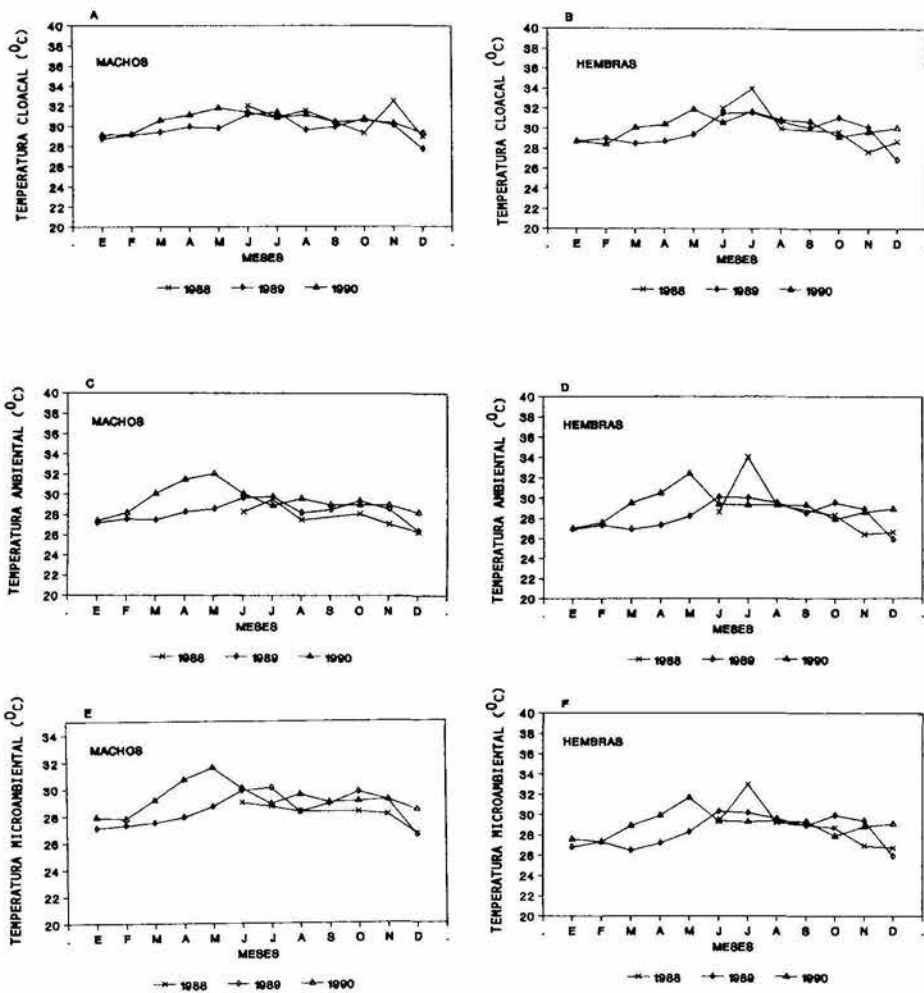 A
TEMPERATURA CLOACAL (°C)
40
38
36
34
32
30
28
26
24
22
20
MACHOS
E F M A M J J A S O N D
MESES
1988 1989 1990
B
TEMPERATURA CLOACAL (°C)
40
38
36
34
32
30
28
26
24
22
20
HEMBRAS
E F M A M J J A S O N D
MESES
1988 1989 1990
C
TEMPERATURA AMBIENTAL (°C)
40
38
36
34
32
30
28
26
24
22
20
MACHOS
E F M A M J J A S O N D
MESES
1988 1989 1990
D
TEMPERATURA AMBIENTAL (°C)
40
38
36
34
32
30
28
26
24
22
20
HEMBRAS
E F M A M J J A S O N D
MESES
1988 1989 1990
E
TEMPERATURA MICROAMBIENTAL (°C)
34
32
30
28
26
24
22
20
MACHOS
E F M A M J J A S O N D
MESES
1988 1989 1990
F
TEMPERATURA MICROAMBIENTAL (°C)
40
38
36
34
32
30
28
26
24
22
20
HEMBRAS
E F M A M J J A S O N D
MESES
1988 1989 1990